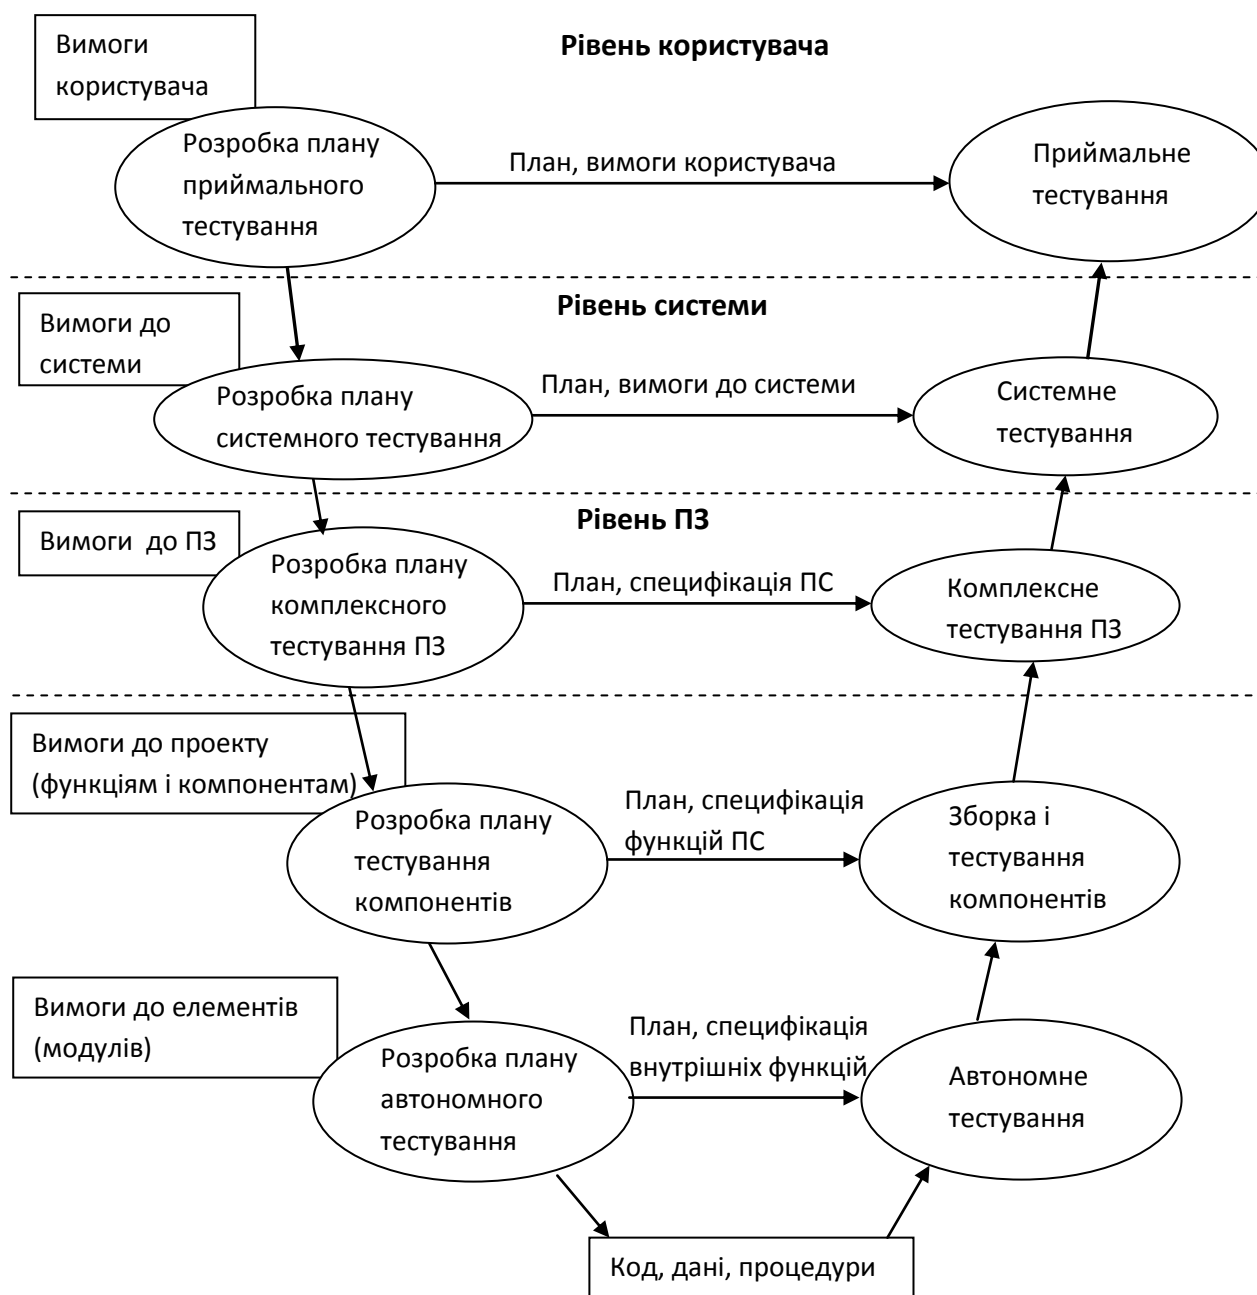 Вимоги
користувача
Рівень користувача
Розробка плану
приймального
тестування
План, вимоги користувача
Приймальне
тестування
Вимоги до
системи
Рівень системи
Розробка плану
системного тестування
План, вимоги до системи
Системне
тестування
Вимоги до ПЗ
Рівень ПЗ
Розробка плану
комплексного
тестування ПЗ
План, специфікація ПС
Комплексне
тестування ПЗ
Вимоги до проекту
(функціям і компонентам)
Розробка плану
тестування
компонентів
План, специфікація
функцій ПС
Зборка і
тестування
компонентів
Вимоги до елементів
(модулів)
Розробка плану
автономного
тестування
План, специфікація
внутрішніх функцій
Автономне
тестування
Код, дані, процедури